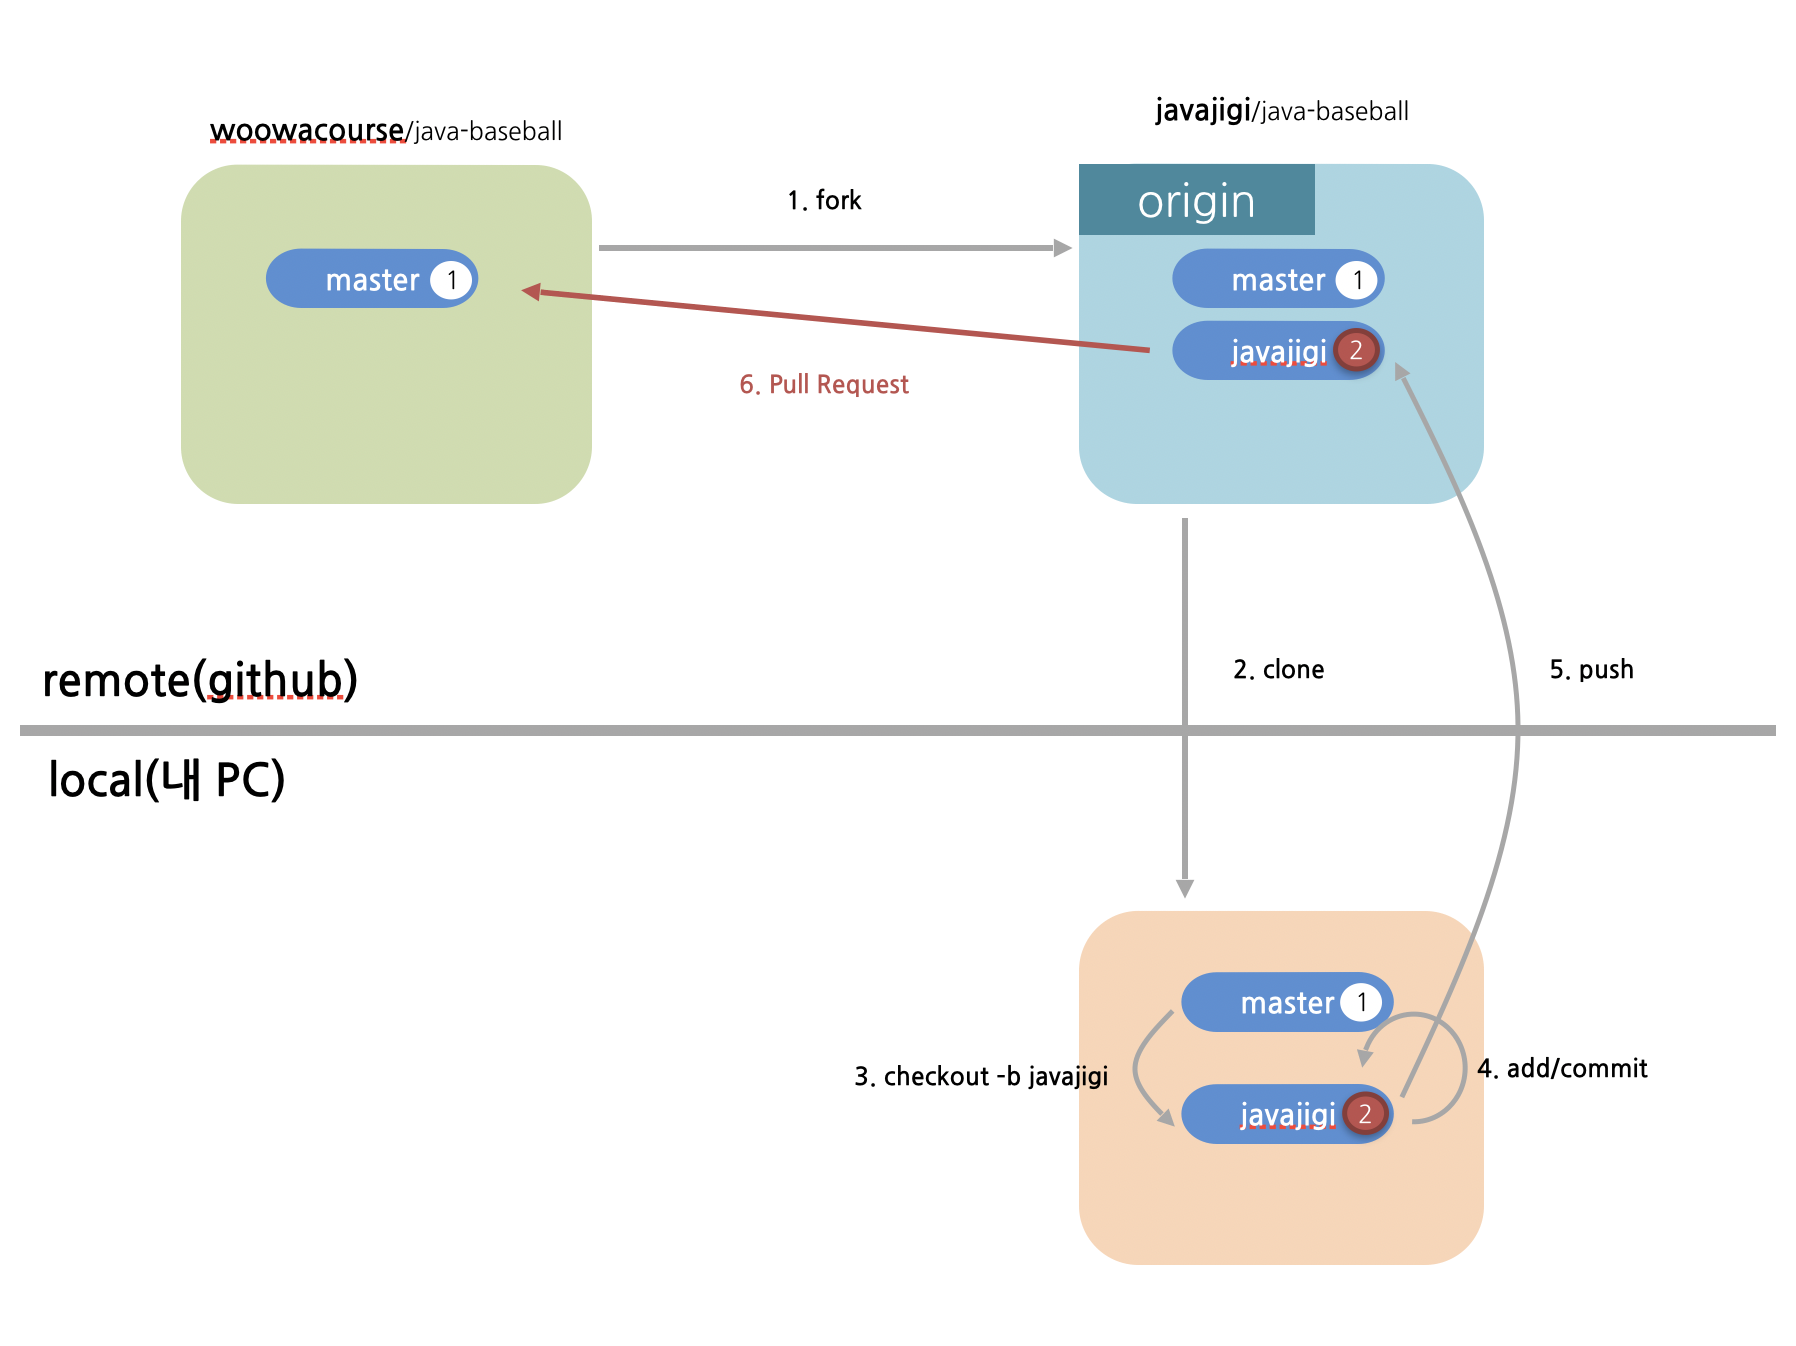 woowacourse/java-baseball
javajigi/java-baseball
1. fork
origin
master 1
master 1
javajigi 2
6. Pull Request
remote(github)
2. clone
5. push
local(내 PC)
master 1
3. checkout -b javajigi
4. add/commit
javajigi 2